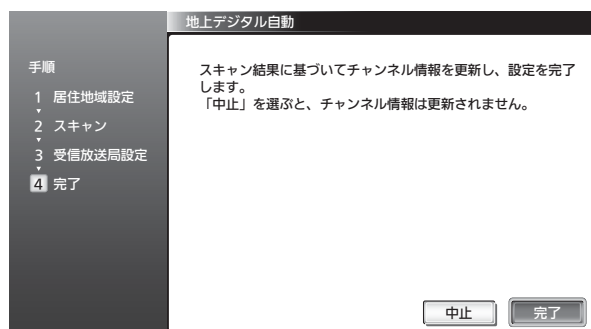 地上デジタル自動
手順
1 居住地域設定
2 スキャン
3 受信放送局設定
4 完了
スキャン結果に基づいてチャンネル情報を更新し、設定を完了
します。
「中止」を選ぶと、チャンネル情報は更新されません。
中止
完了